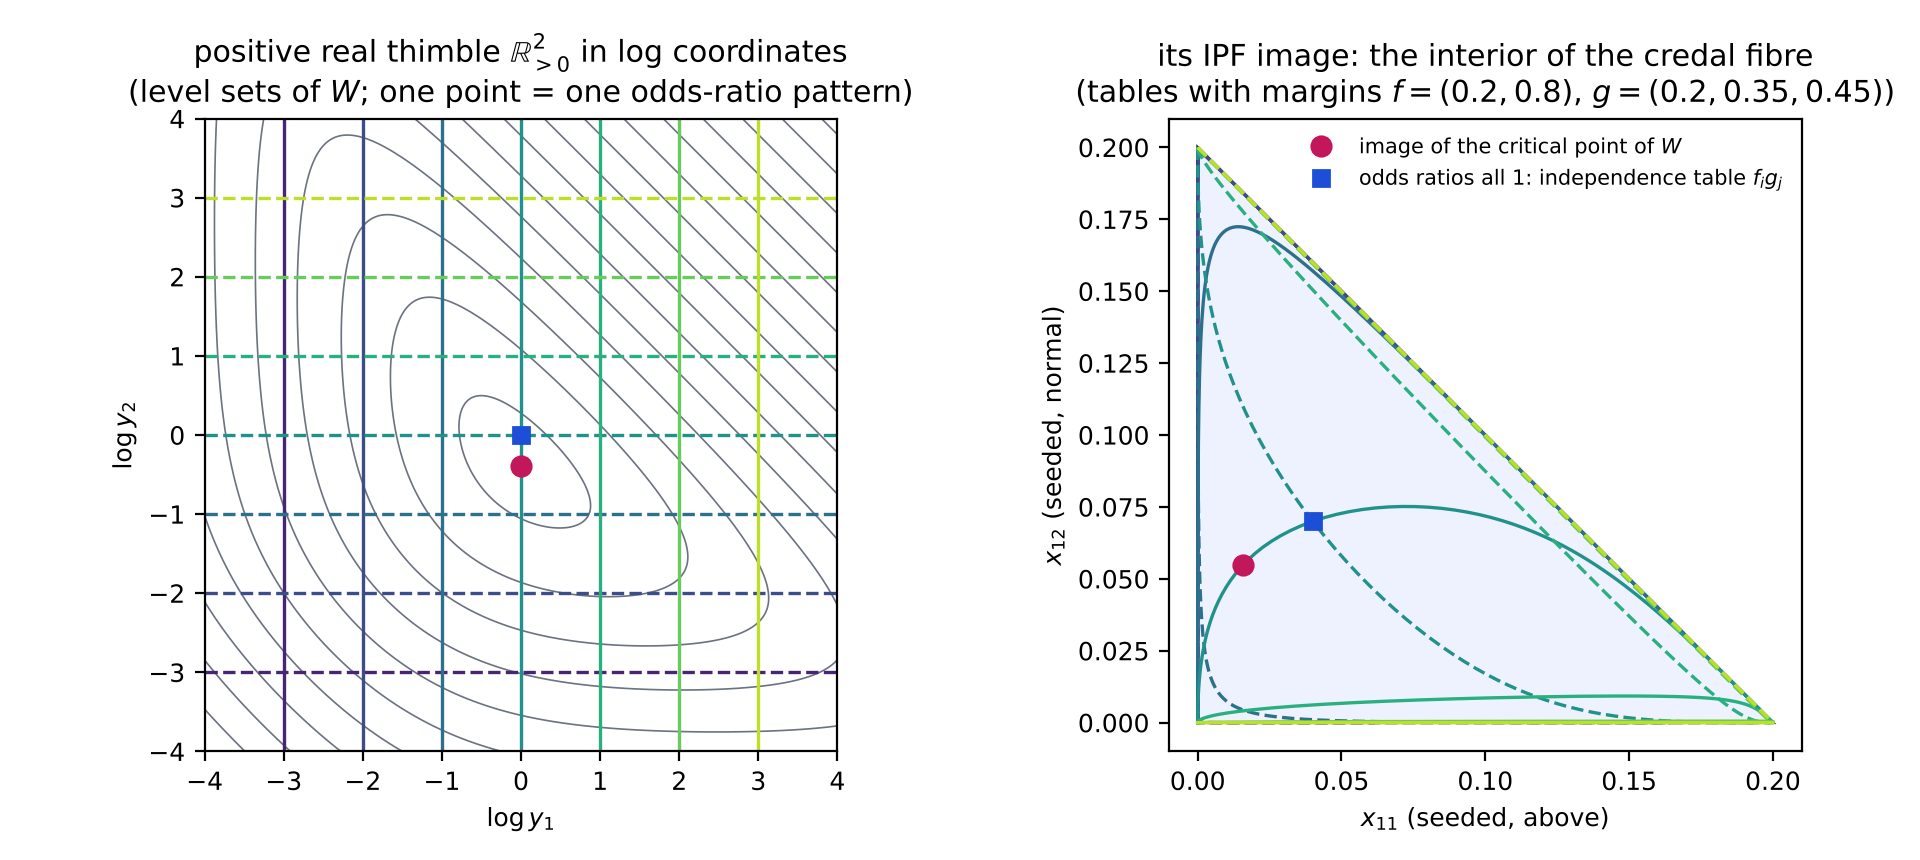 positive real thimble ℝ²_{>0} in log coordinates
(level sets of W; one point = one odds-ratio pattern)
4
3
2
1
0
−1
−2
−3
−4
−4 −3 −2 −1 0 1 2 3 4
log y₂
log y₁
its IPF image: the interior of the credal fibre
(tables with margins f = (0.2, 0.8), g = (0.2, 0.35, 0.45))
image of the critical point of W
odds ratios all 1: independence table f_i g_j
0.200
0.175
0.150
0.125
0.100
0.075
0.050
0.025
0.000
0.00 0.05 0.10 0.15 0.20
x₁₂ (seeded, normal)
x₁₁ (seeded, above)